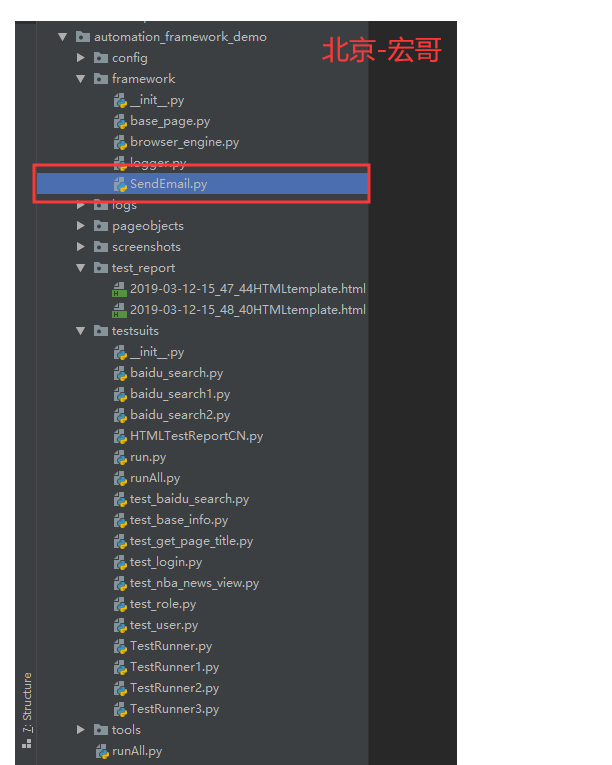 automation_framework_demo
北京-宏哥
config
framework
__init__.py
base_page.py
browser_engine.py
logger.py
SendEmail.py
logs
pageobjects
screenshots
test_report
2019-03-12-15_47_44HTMLtemplate.html
2019-03-12-15_48_40HTMLtemplate.html
testsuits
__init__.py
baidu_search.py
baidu_search1.py
baidu_search2.py
HTMLTestReportCN.py
run.py
runAll.py
test_baidu_search.py
test_base_info.py
test_get_page_title.py
test_login.py
test_nba_news_view.py
test_role.py
test_user.py
TestRunner.py
TestRunner1.py
TestRunner2.py
TestRunner3.py
tools
runAll.py
7: Structure